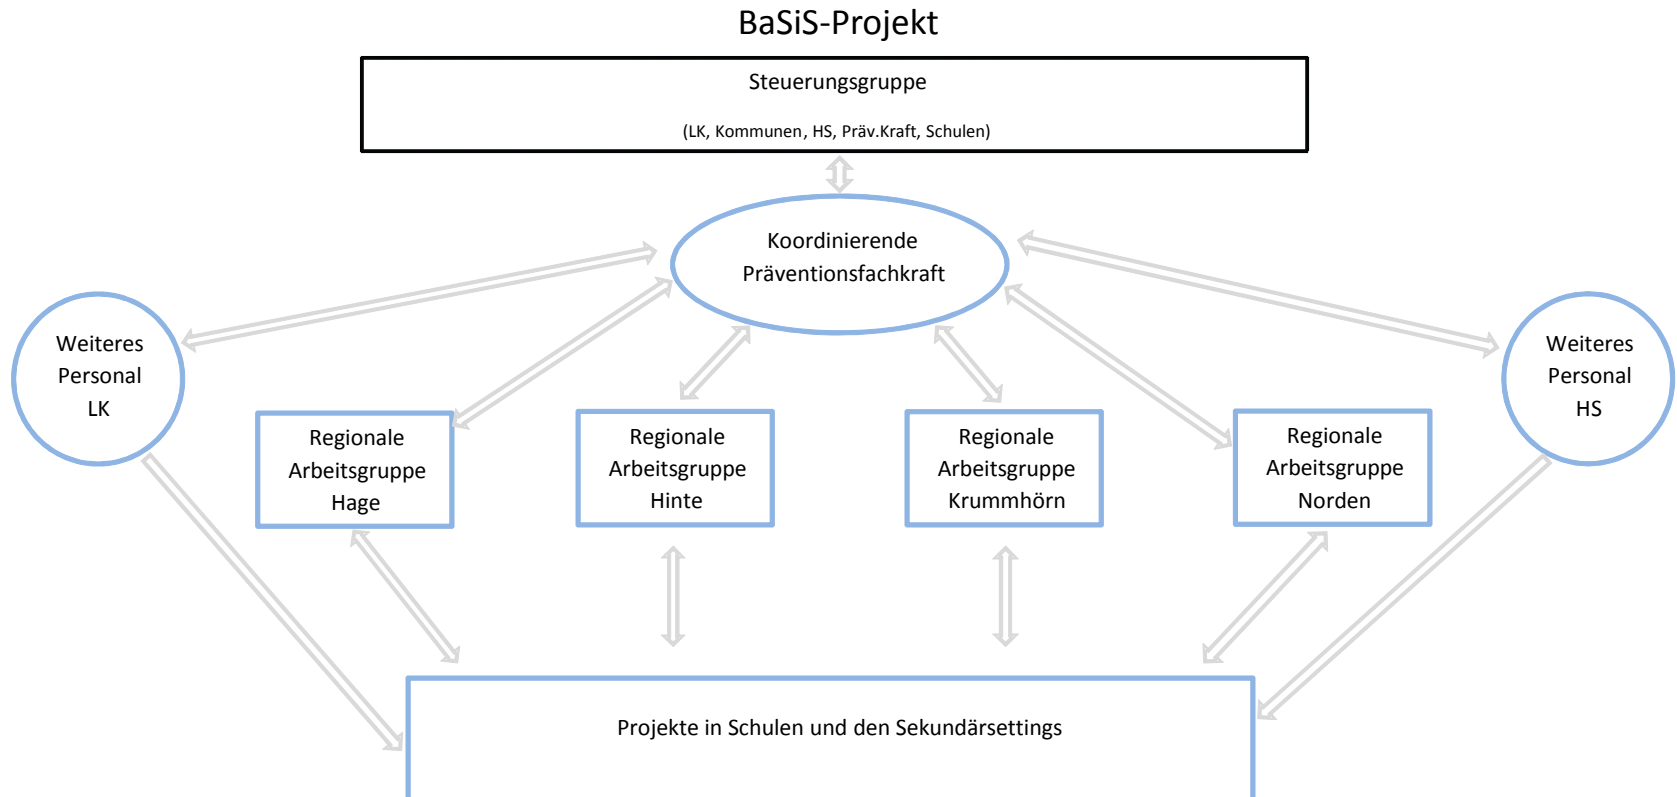 BaSiS-Projekt
Steuerungsgruppe
(LK, Kommunen, HS, Präv.Kraft, Schulen)
Koordinierende
Präventionsfachkraft
Weiteres
Personal
LK
Weiteres
Personal
HS
Regionale
Arbeitsgruppe
Hage
Regionale
Arbeitsgruppe
Hinte
Regionale
Arbeitsgruppe
Krummhörn
Regionale
Arbeitsgruppe
Norden
Projekte in Schulen und den Sekundärsettings